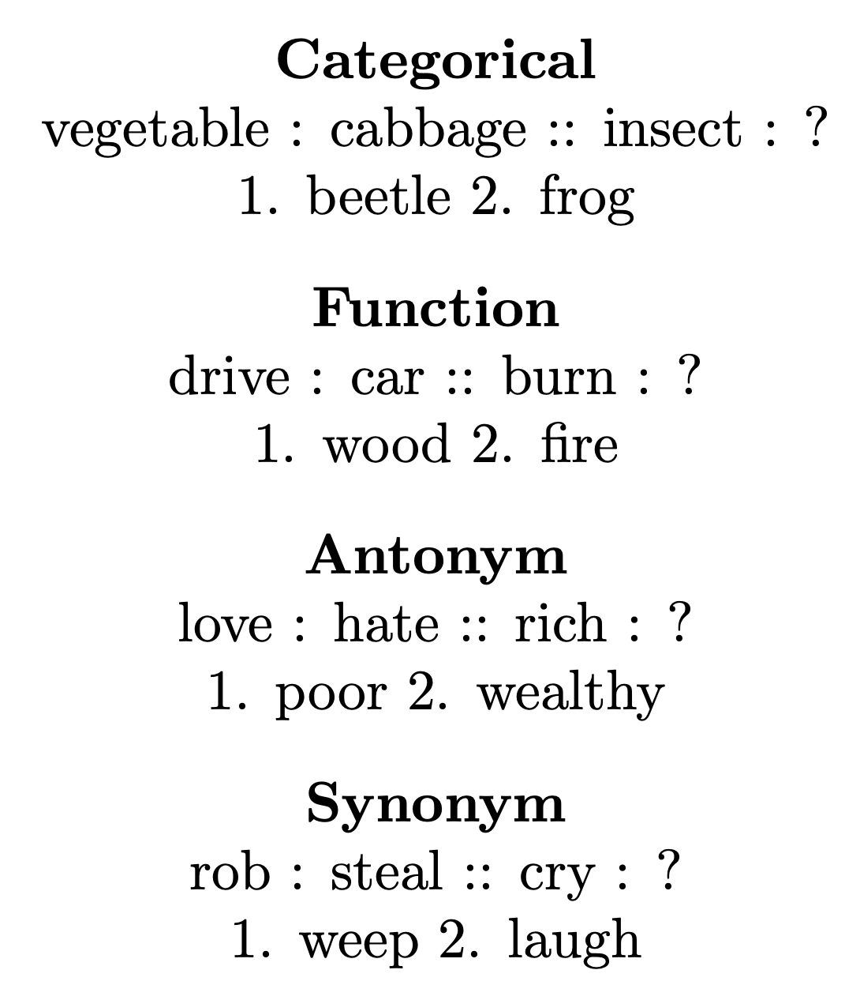 Categorical
vegetable : cabbage :: insect : ?
1. beetle 2. frog
Function
drive : car :: burn : ?
1. wood 2. fire
Antonym
love : hate :: rich : ?
1. poor 2. wealthy
Synonym
rob : steal :: cry : ?
1. weep 2. laugh